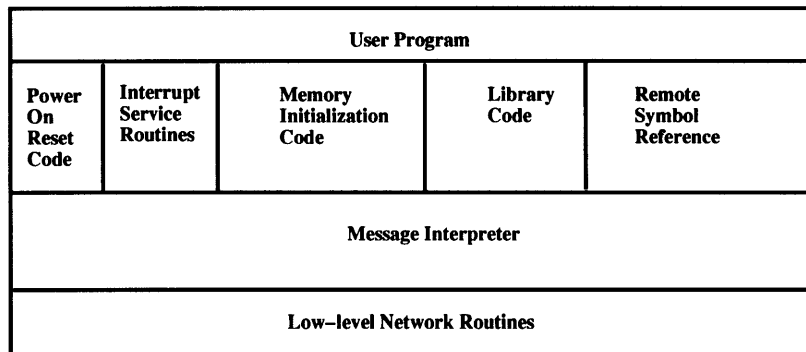 User Program
Power
On
Reset
Code
Interrupt
Service
Routines
Memory
Initialization
Code
Library
Code
Remote
Symbol
Reference
Message Interpreter
Low-level Network Routines